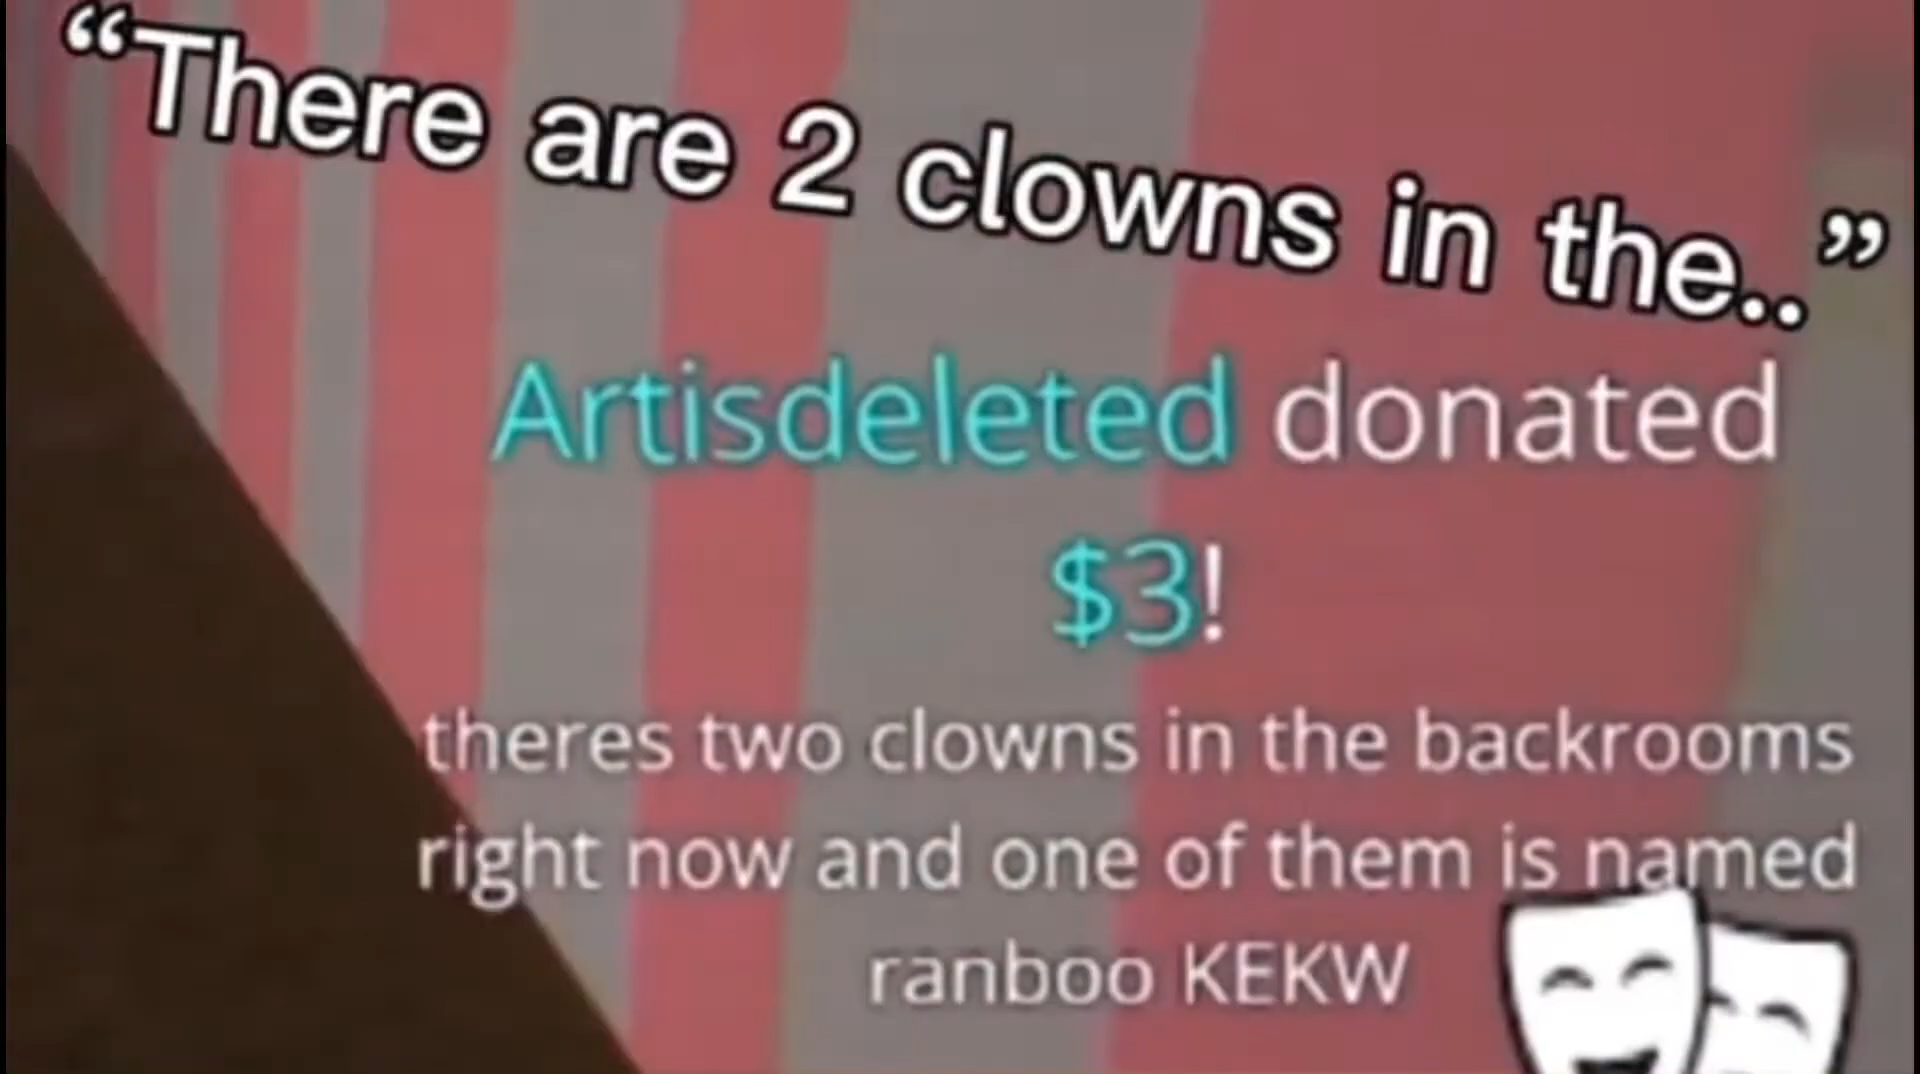 “There are 2 clowns in the..”
Artisdeleted donated
$3!
theres two clowns in the backrooms
right now and one of them is named
ranboo KEKW